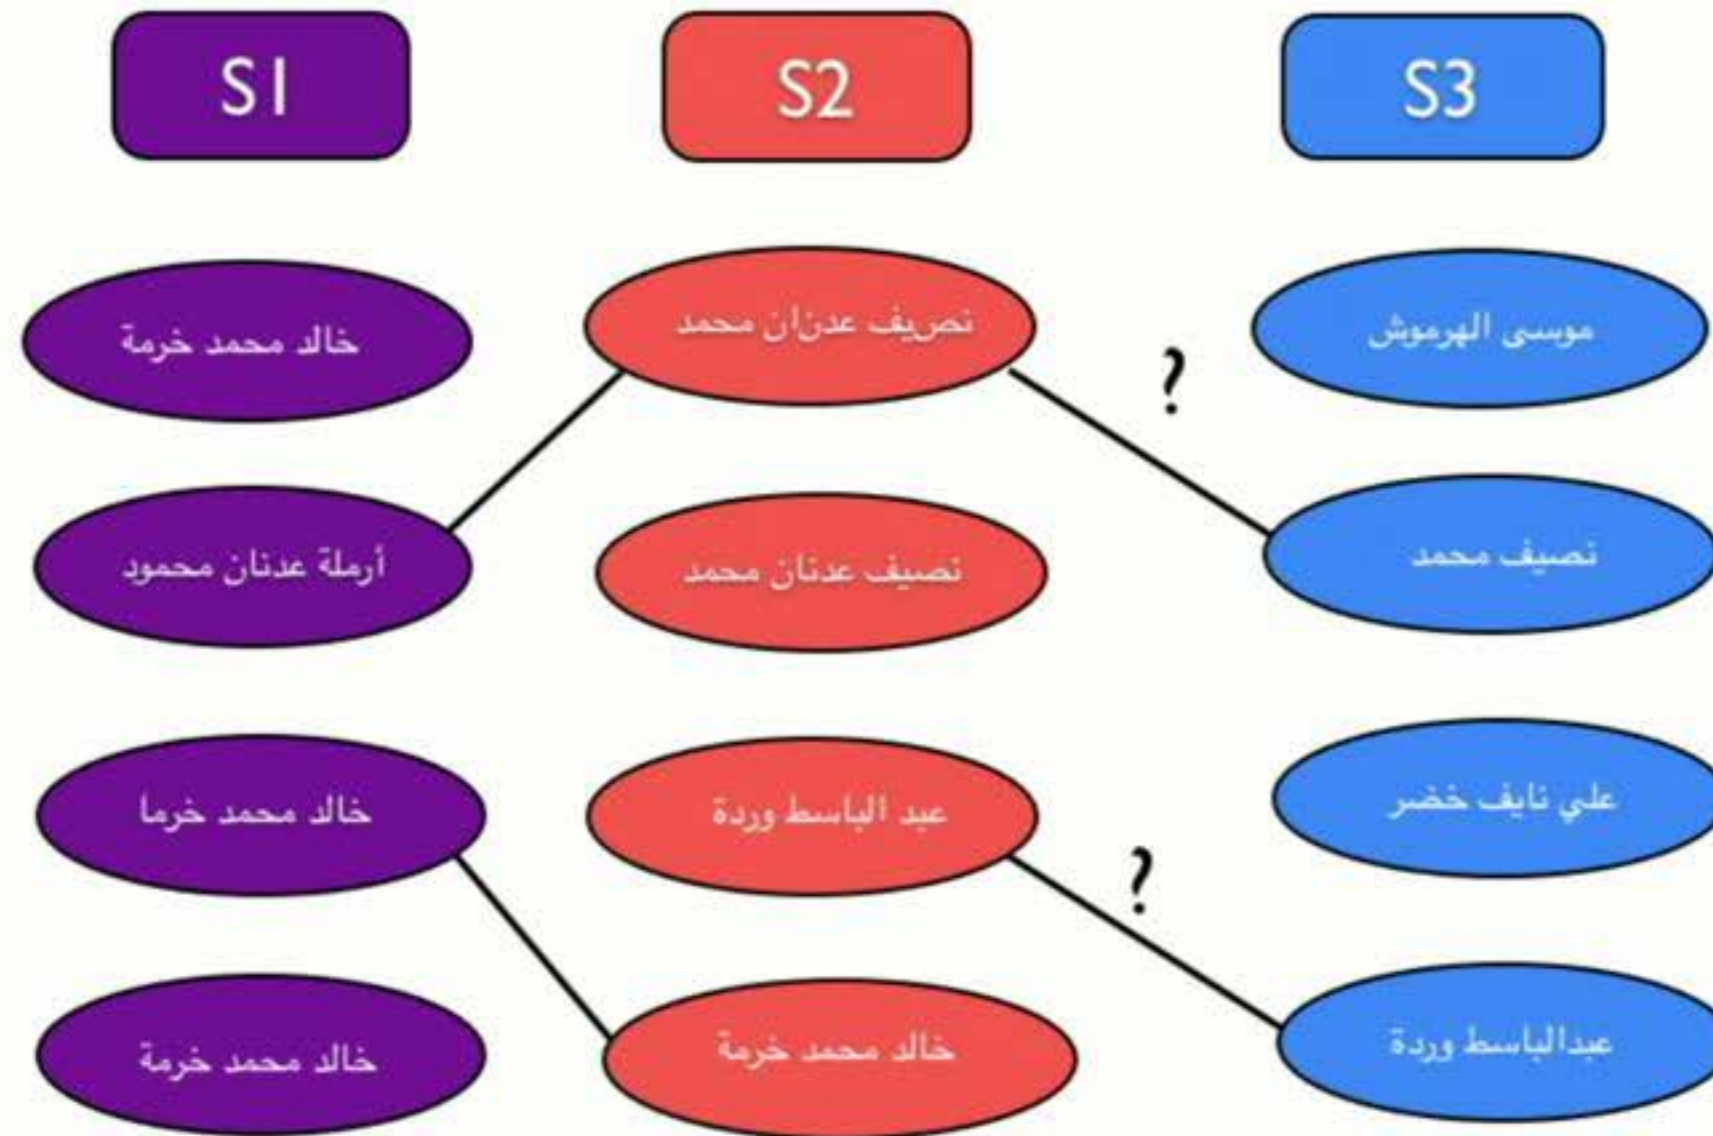 S1
S2
S3
خالد محمد خرمة
نصريف عدنان محمد
موسى الهرموش
?
أرملة عدنان محمود
نصيف عدنان محمد
نصيف محمد
خالد محمد خرما
عبد الباسط وردة
علي نايف خضر
?
خالد محمد خرمة
خالد محمد خرمة
عبدالباسط وردة